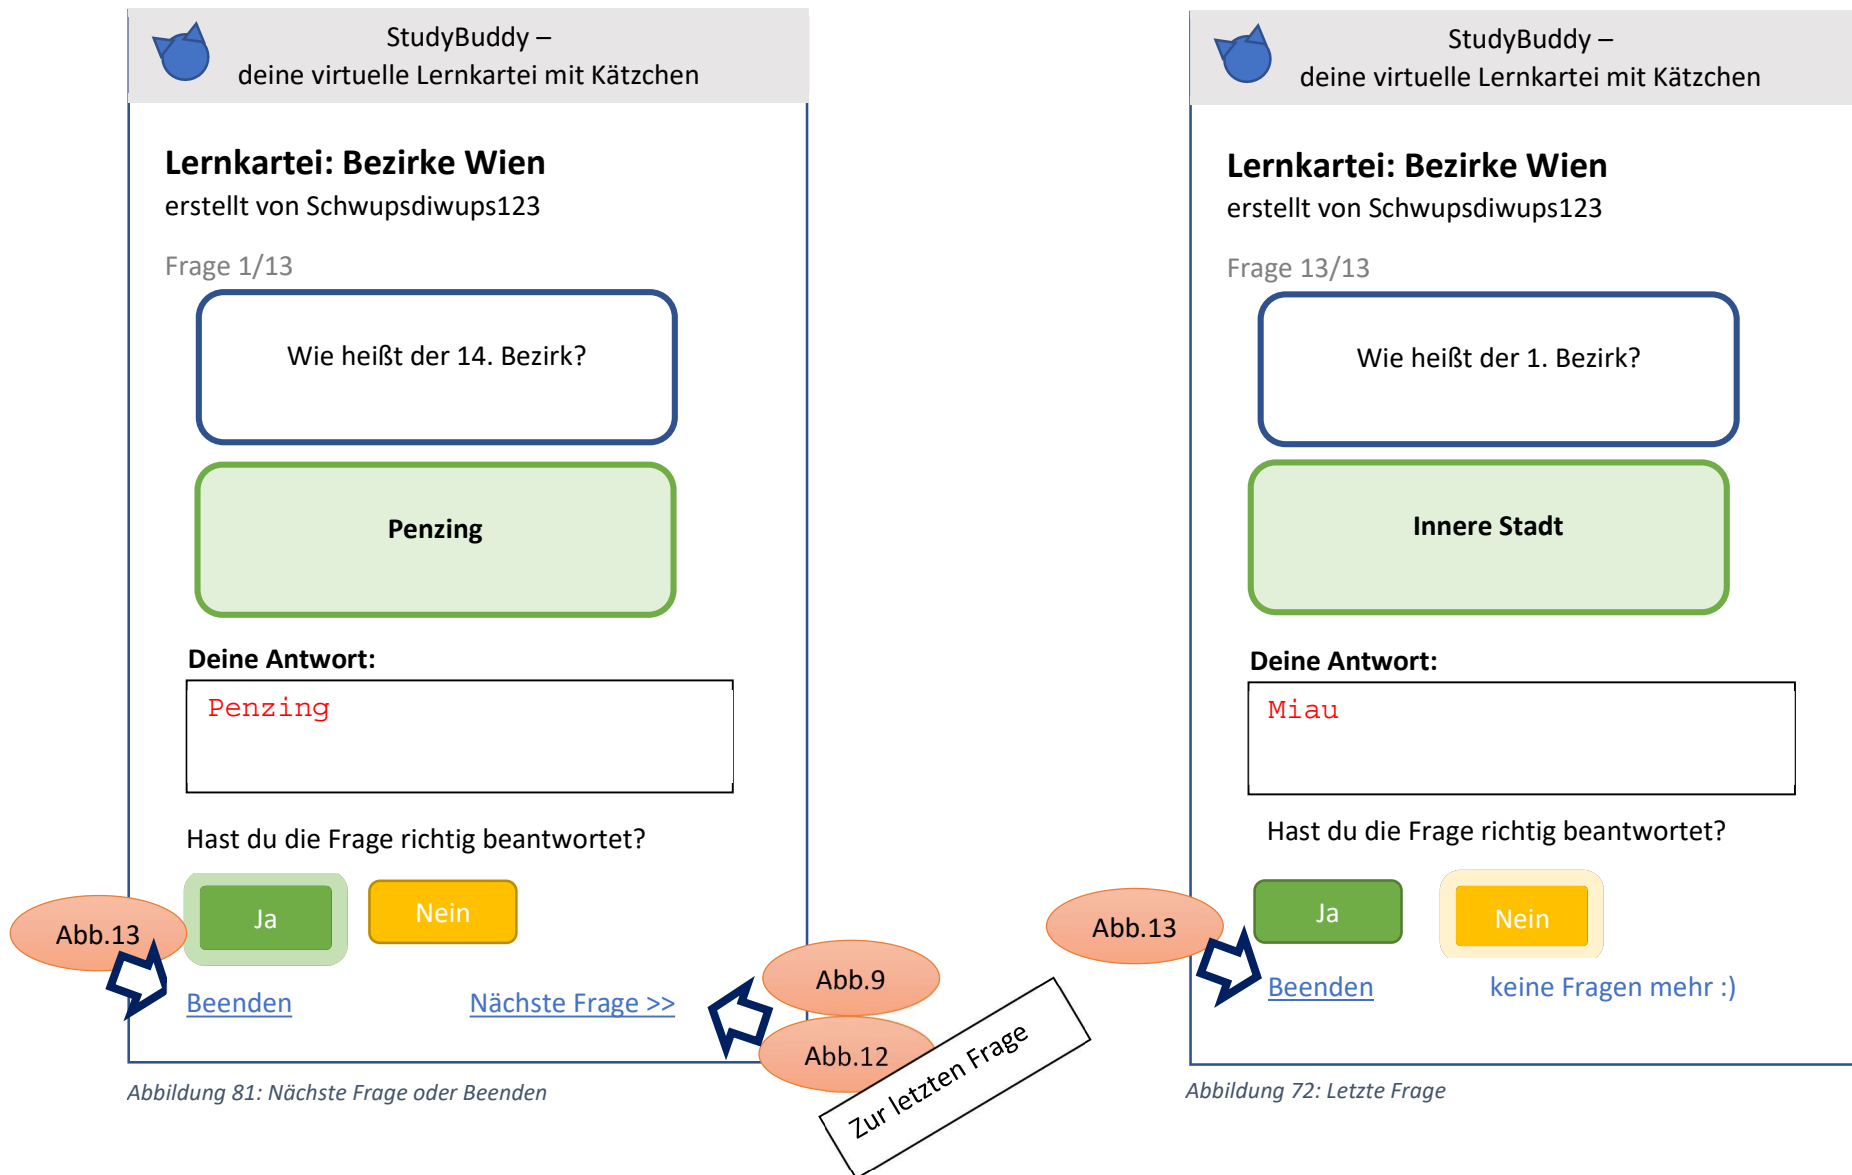 StudyBuddy –
deine virtuelle Lernkartei mit Kätzchen
Lernkartei: Bezirke Wien
erstellt von Schwupsdiwups123
Frage 1/13
Wie heißt der 14. Bezirk?
Penzing
Deine Antwort:
Penzing
Hast du die Frage richtig beantwortet?
Ja
Nein
Abb.13
Beenden
Nächste Frage >>
Abb.9
Abb.12
Zur letzten Frage
Abbildung 81: Nächste Frage oder Beenden
StudyBuddy –
deine virtuelle Lernkartei mit Kätzchen
Lernkartei: Bezirke Wien
erstellt von Schwupsdiwups123
Frage 13/13
Wie heißt der 1. Bezirk?
Innere Stadt
Deine Antwort:
Miau
Hast du die Frage richtig beantwortet?
Ja
Nein
Abb.13
Beenden
keine Fragen mehr :)
Abbildung 72: Letzte Frage